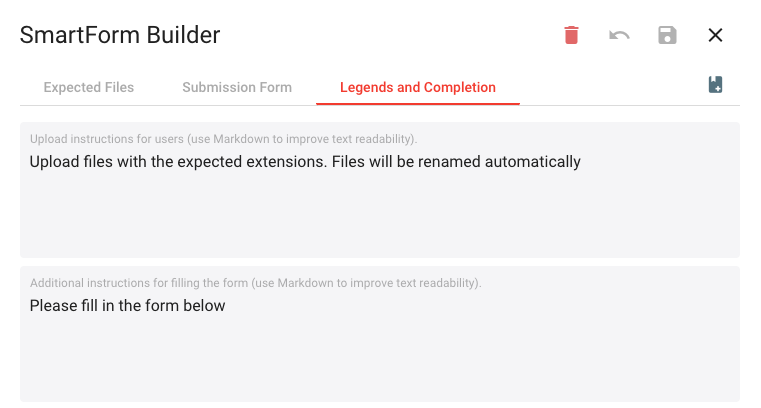 SmartForm Builder
Expected Files
Submission Form
Legends and Completion
Upload instructions for users (use Markdown to improve text readability).
Upload files with the expected extensions. Files will be renamed automatically
Additional instructions for filling the form (use Markdown to improve text readability).
Please fill in the form below